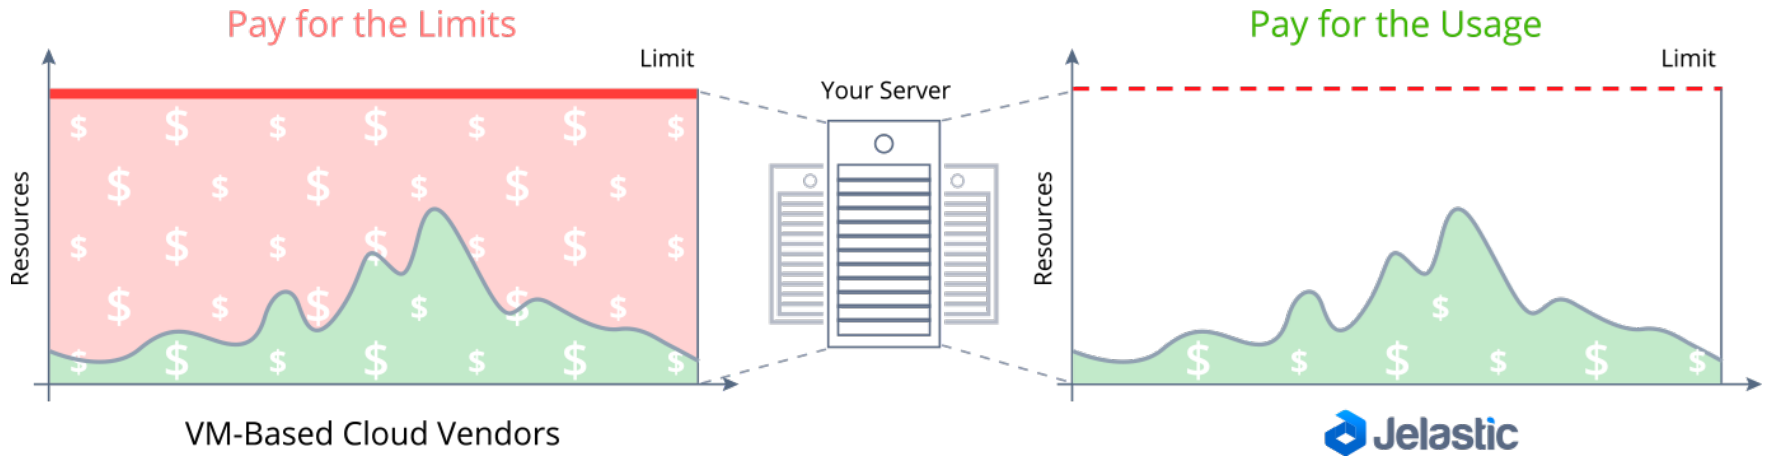 Pay for the Limits
Limit
Resources
VM-Based Cloud Vendors
Your Server
Pay for the Usage
Limit
Resources
Jelastic